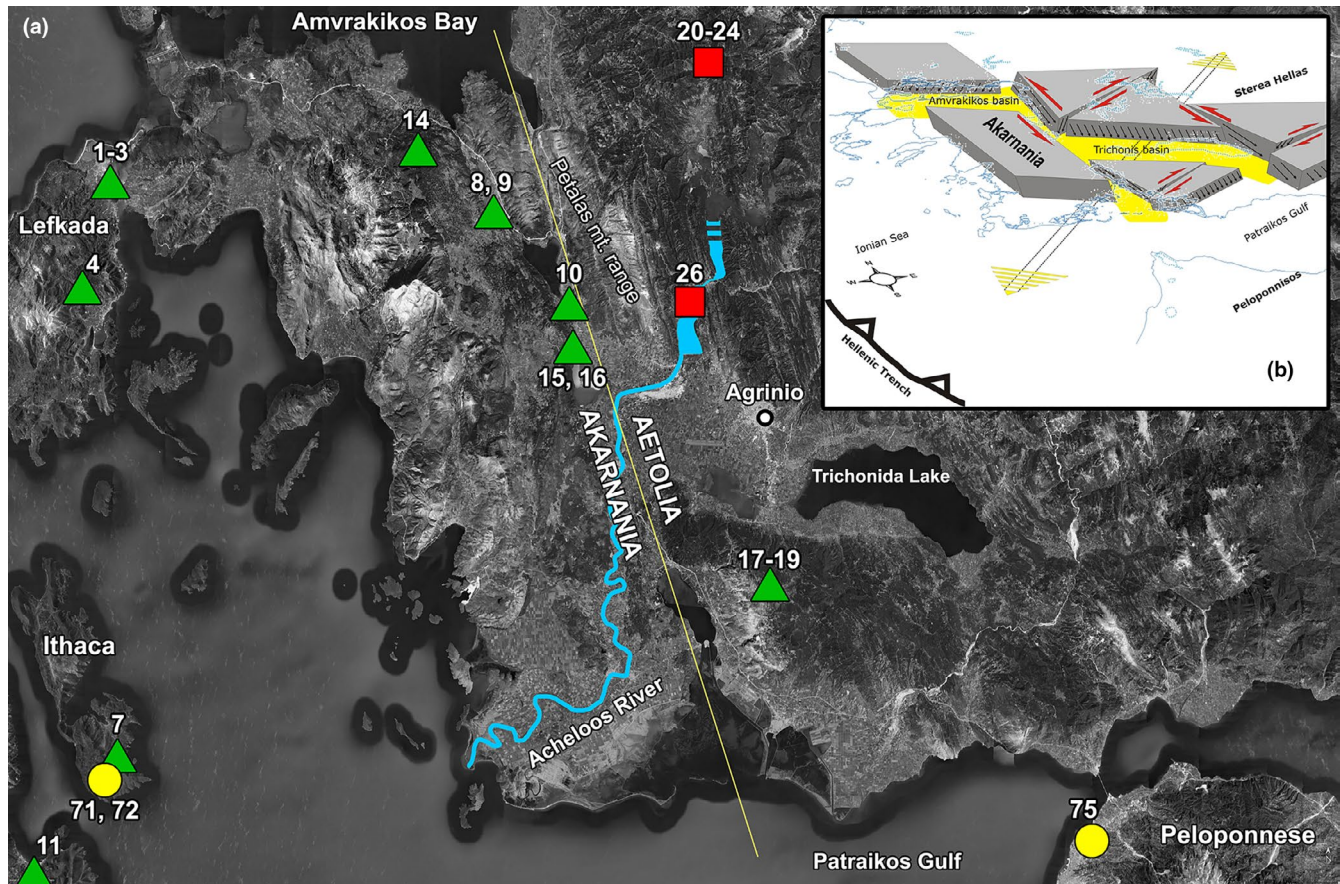 (a)
Amvrakikos Bay
20-24
14
1-3
8, 9
Petalas mt. range
Lefkada
4
10
26
15, 16
Agrinio
AKARNANIA
AETOLIA
Trichonida Lake
17-19
Ithaca
7
Acheloos River
71, 72
75
11
Peloponnese
Patraikos Gulf
Sterea Hellas
Amvrakikos basin
Akarnania
Trichonis basin
Ionian Sea
Patraikos Gulf
N
W
E
S
Peloponnisos
Hellenic Trench
(b)